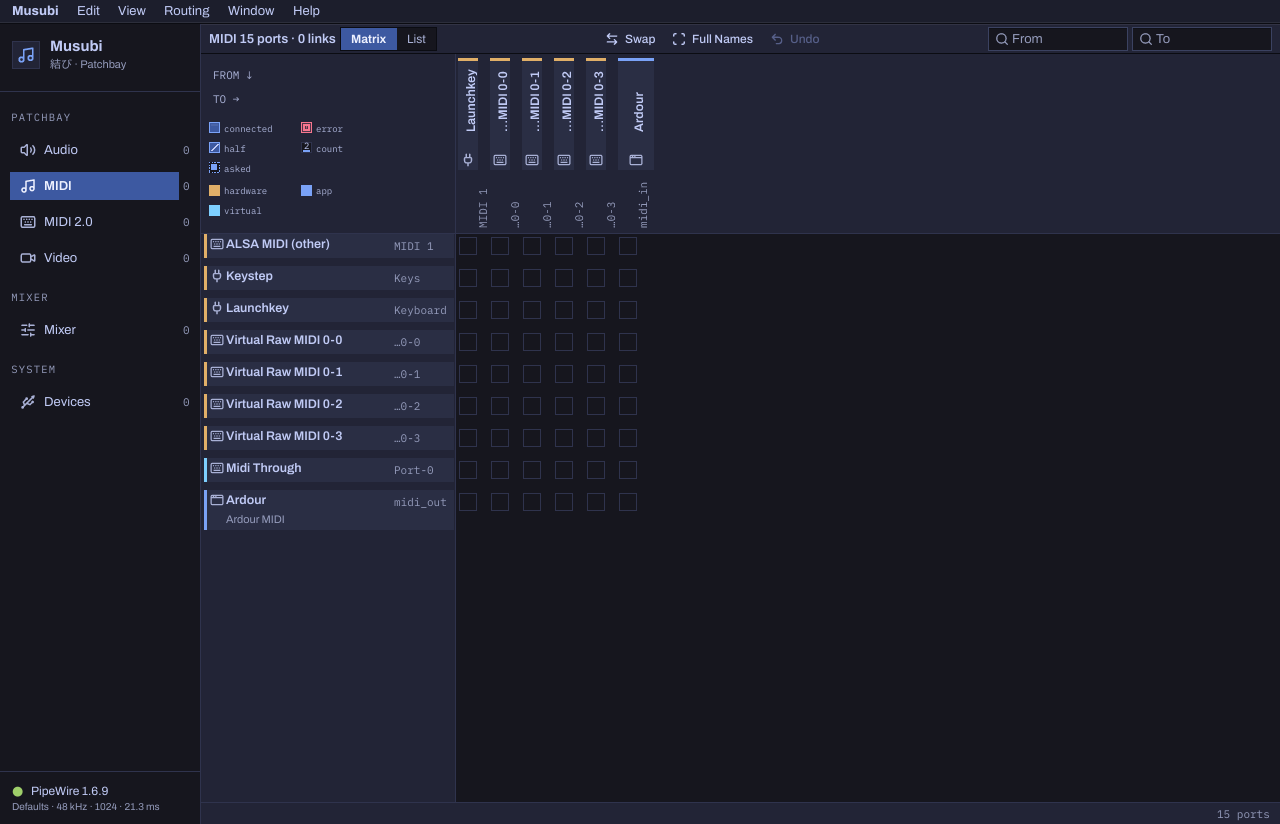 Musubi Edit View Routing Window Help
Musubi
結び · Patchbay
MIDI 15 ports · 0 links Matrix List Swap Full Names Undo From To
PATCHBAY
Audio 0
MIDI 0
MIDI 2.0 0
Video 0
MIXER
Mixer 0
SYSTEM
Devices 0
PipeWire 1.6.9
Defaults · 48 kHz · 1024 · 21.3 ms
FROM ↓
TO →
connected error
half 2 count
asked
hardware app
virtual
Launchkey
...MIDI 0-0
...MIDI 0-1
...MIDI 0-2
...MIDI 0-3
Ardour
MIDI 1
…0-0
…0-1
…0-2
…0-3
midi_in
ALSA MIDI (other) MIDI 1
Keystep Keys
Launchkey Keyboard
Virtual Raw MIDI 0-0 …0-0
Virtual Raw MIDI 0-1 …0-1
Virtual Raw MIDI 0-2 …0-2
Virtual Raw MIDI 0-3 …0-3
Midi Through Port-0
Ardour midi_out
Ardour MIDI
15 ports